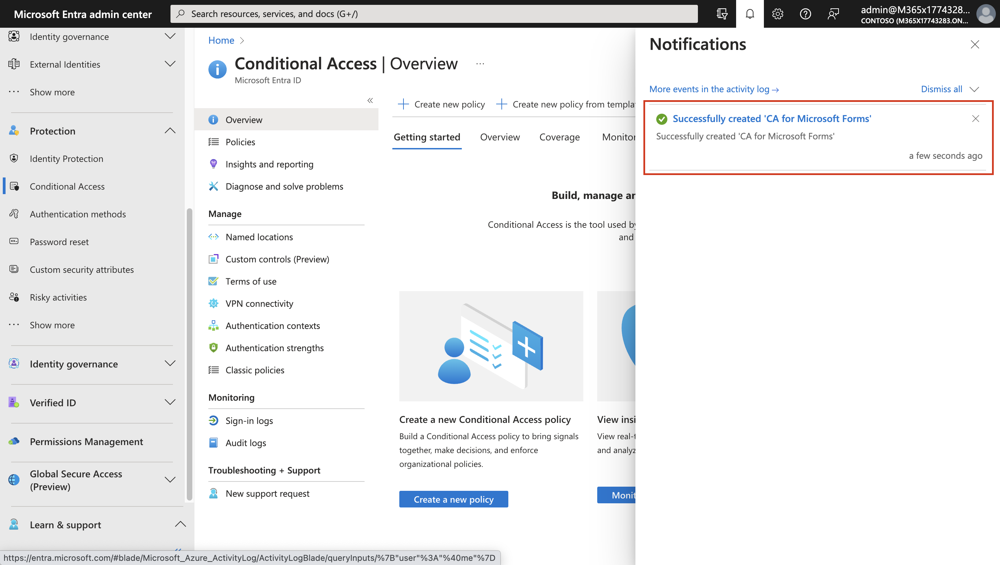 Microsoft Entra admin center
Search resources, services, and docs (G+/)
admin@M365x1774328...
CONTOSO (M365X17743283.ON...
Identity governance
External Identities
Show more
Protection
Identity Protection
Conditional Access
Authentication methods
Password reset
Custom security attributes
Risky activities
Show more
Identity governance
Verified ID
Permissions Management
Global Secure Access
(Preview)
Learn & support
Home
Conditional Access | Overview
Microsoft Entra ID
Overview
Policies
Insights and reporting
Diagnose and solve problems
Manage
Named locations
Custom controls (Preview)
Terms of use
VPN connectivity
Authentication contexts
Authentication strengths
Classic policies
Monitoring
Sign-in logs
Audit logs
Troubleshooting + Support
New support request
Create new policy
Create new policy from templa
Getting started
Overview
Coverage
Monitor
Build, manage an
Conditional Access is the tool used by
and
Create a new Conditional Access policy
Build a Conditional Access policy to bring signals
together, make decisions, and enforce
organizational policies.
Create a new policy
View insi
View real-t
and analyz
Monit
Notifications
More events in the activity log →
Dismiss all
Successfully created 'CA for Microsoft Forms'
Successfully created 'CA for Microsoft Forms'
a few seconds ago
https://entra.microsoft.com/#blade/Microsoft_Azure_ActivityLog/ActivityLogBlade/queryInputs/%7B"user"%3A"%40me"%7D